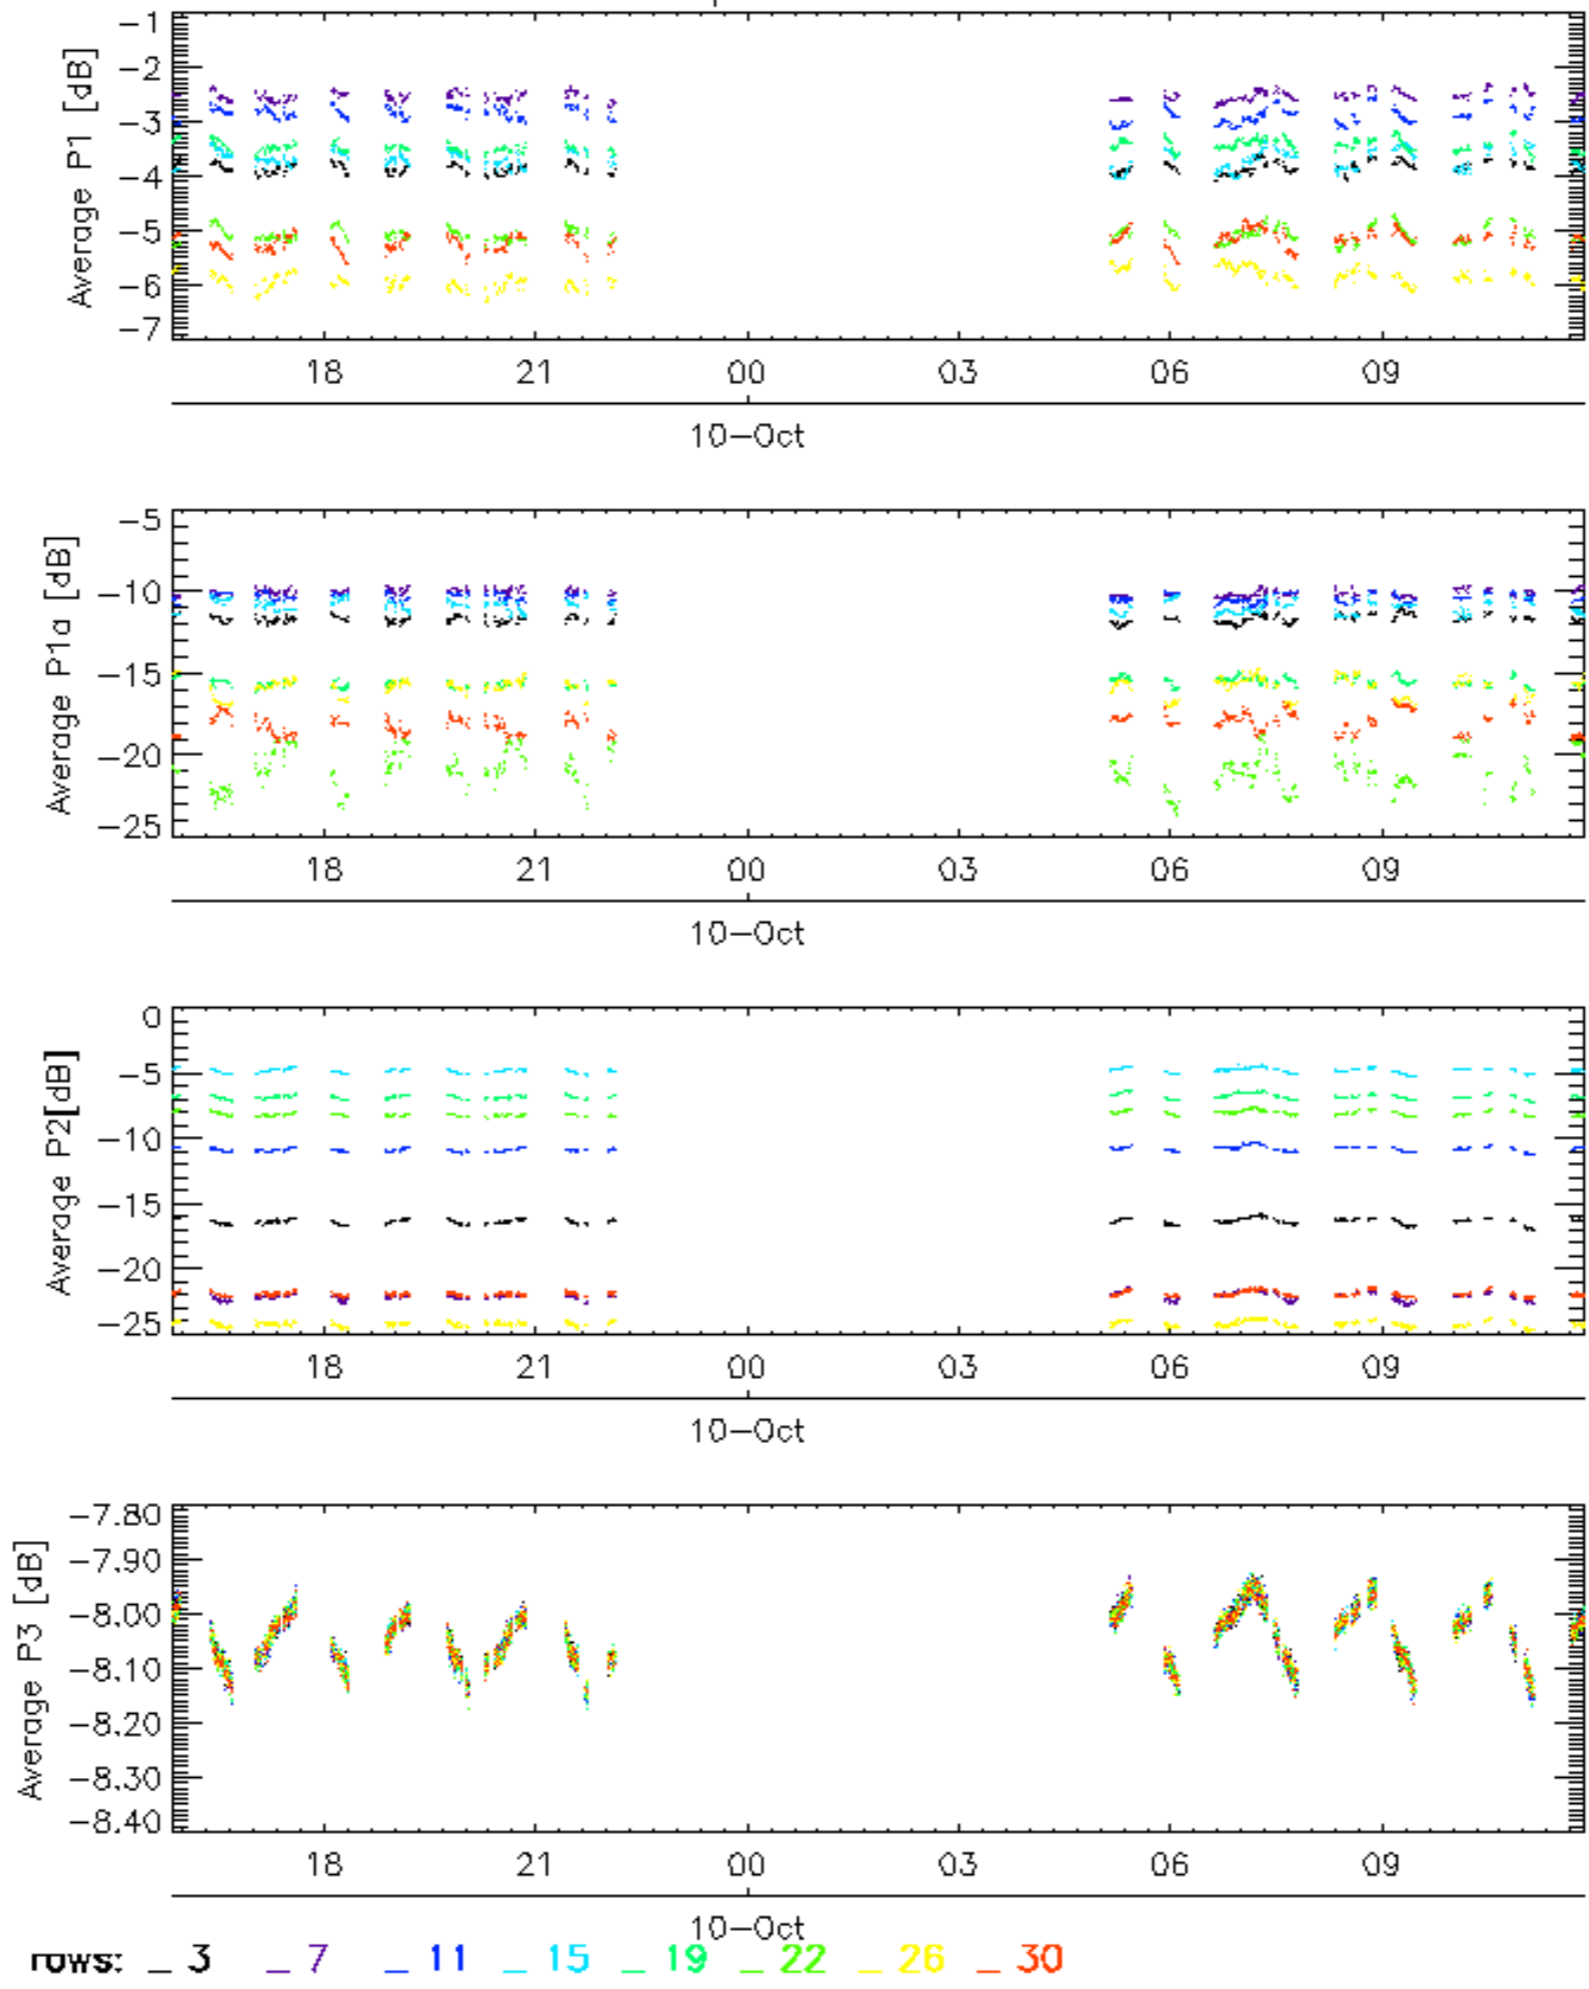 Average P1 [dB]
-1
-2
-3
-4
-5
-6
-7
18 21 00 03 06 09
10-Oct
Average P1a [dB]
-5
-10
-15
-20
-25
18 21 00 03 06 09
10-Oct
Average P2[dB]
0
-5
-10
-15
-20
-25
18 21 00 03 06 09
10-Oct
Average P3 [dB]
-7.80
-7.90
-8.00
-8.10
-8.20
-8.30
-8.40
18 21 00 03 06 09
10-Oct
rows: _ 3 _ 7 _ 11 _ 15 _ 19 _ 22 _ 26 _ 30